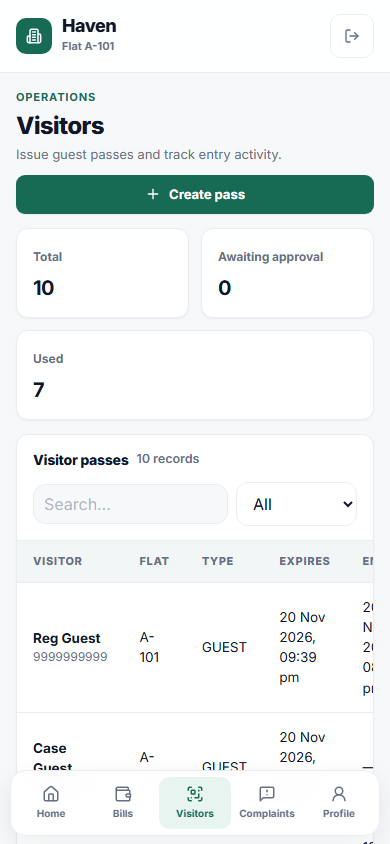 Haven
Flat A-101
OPERATIONS
Visitors
Issue guest passes and track entry activity.
Create pass
Total
10
Awaiting approval
0
Used
7
Visitor passes 10 records
Search...
All
VISITOR FLAT TYPE EXPIRES
Reg Guest
9999999999
A-
101
GUEST
20 Nov
2026,
09:39
pm
Case
Guest
A-
GUEST
20 Nov
2026,
—
Home Bills Visitors Complaints Profile